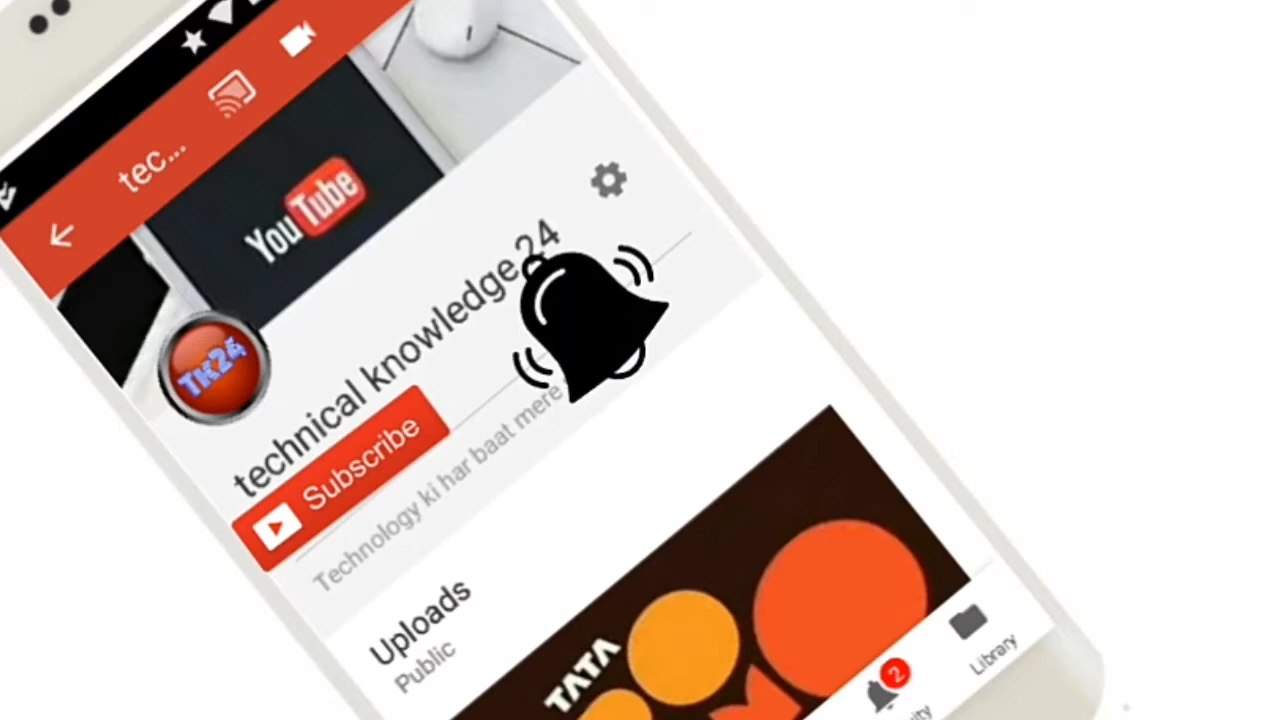 tec...
YouTube
technical knowledge 24
TK24
Subscribe
Technology ki har baat mere
Uploads
Public
TATA
2
Library